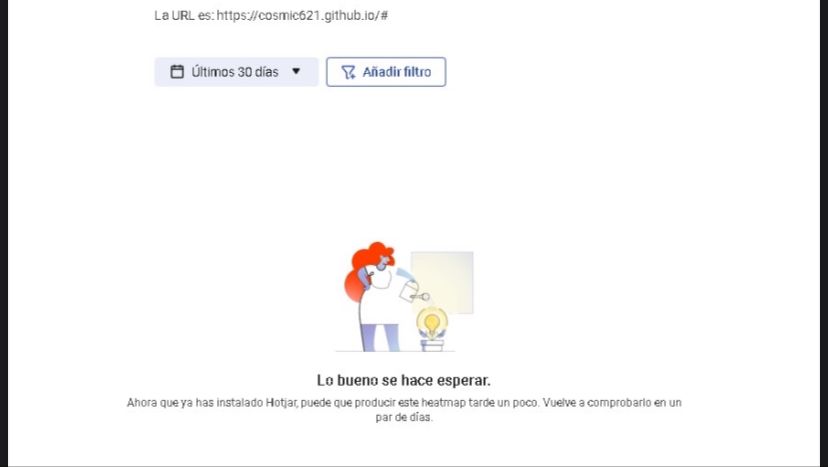 La URL es: https://cosmic621.github.io/#
Últimos 30 días
Añadir filtro
Lo bueno se hace esperar.
Ahora que ya has instalado Hotjar, puede que producir este heatmap tarde un poco. Vuelve a comprobarlo en un
par de días.